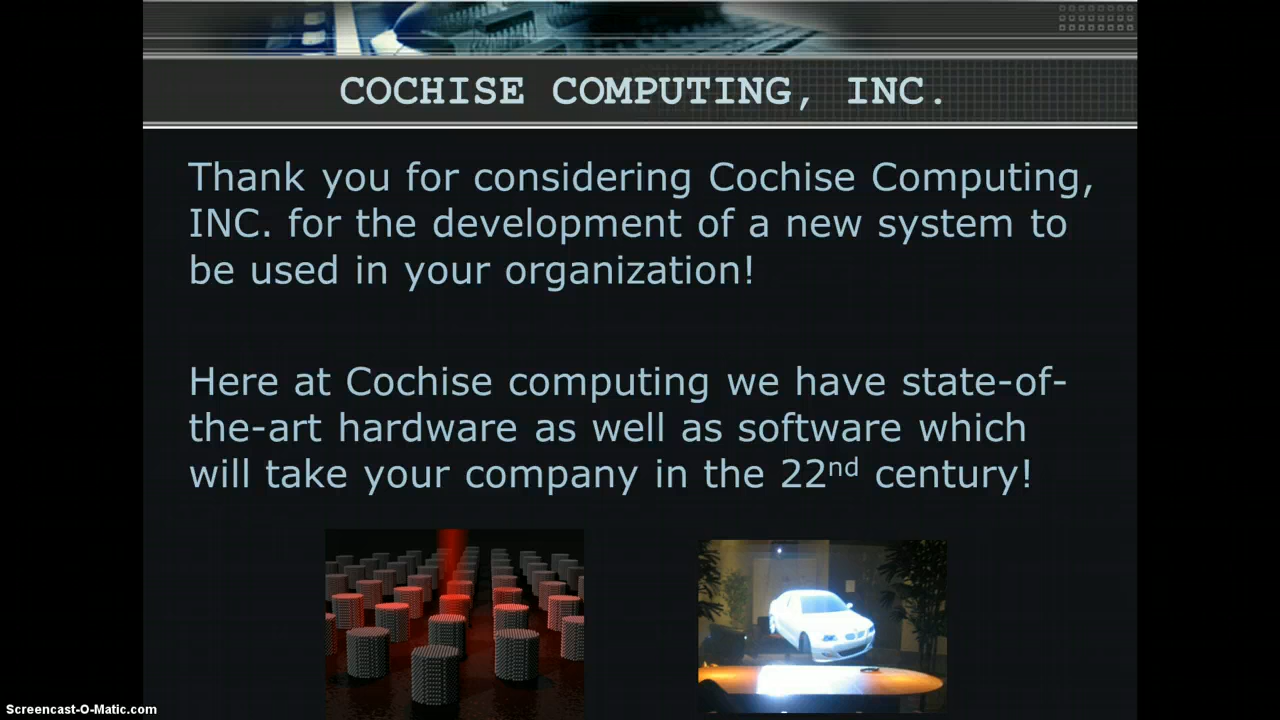 COCHISE COMPUTING, INC.
Thank you for considering Cochise Computing,
INC. for the development of a new system to
be used in your organization!
Here at Cochise computing we have state-of-
the-art hardware as well as software which
will take your company in the 22nd century!
Screencast-O-Matic.com